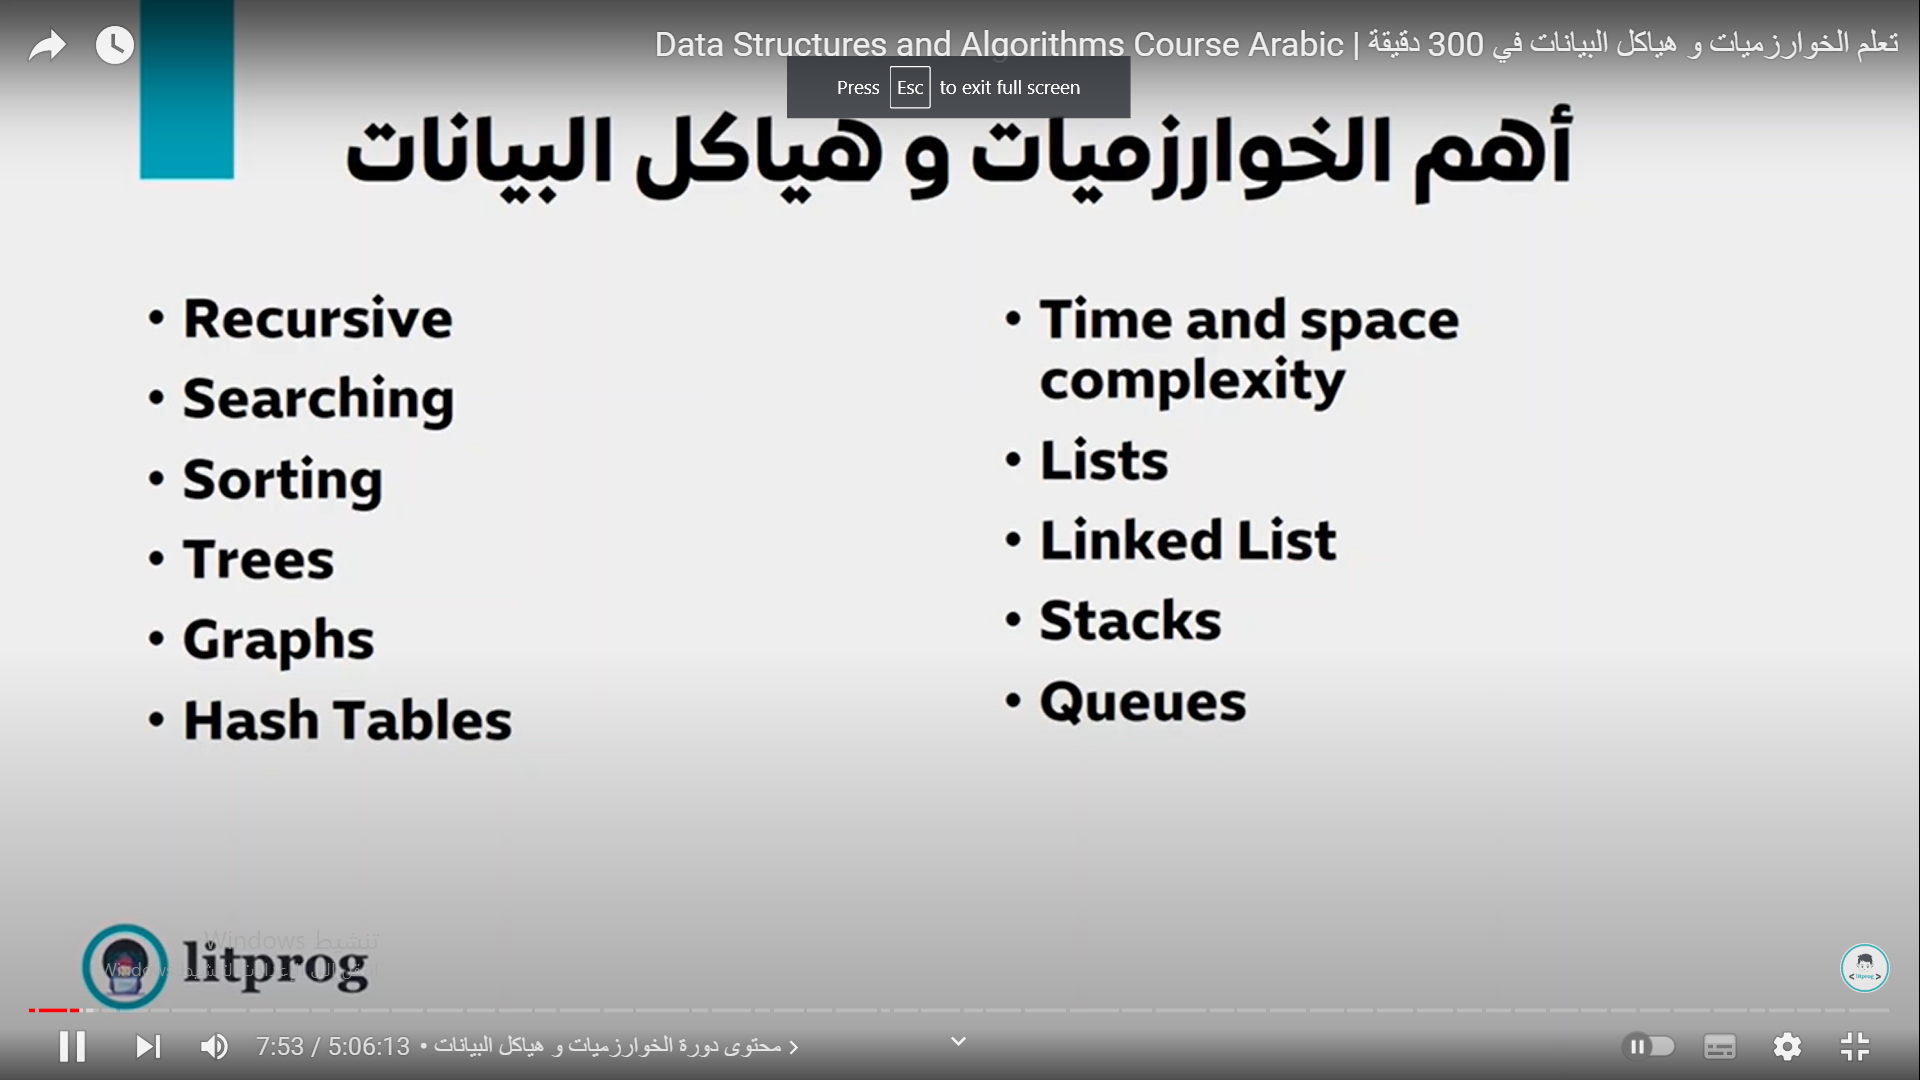 Data Structures and Algorithms Course Arabic | تعلم الخوارزميات و هياكل البيانات في 300 دقيقة
Press Esc to exit full screen
أهم الخوارزميات و هياكل البيانات
• Recursive
• Searching
• Sorting
• Trees
• Graphs
• Hash Tables
• Time and space
complexity
• Lists
• Linked List
• Stacks
• Queues
تنشيط Windows
litprog
<litprog>
7:53 / 5:06:13 • محتوى دورة الخوارزميات و هياكل البيانات